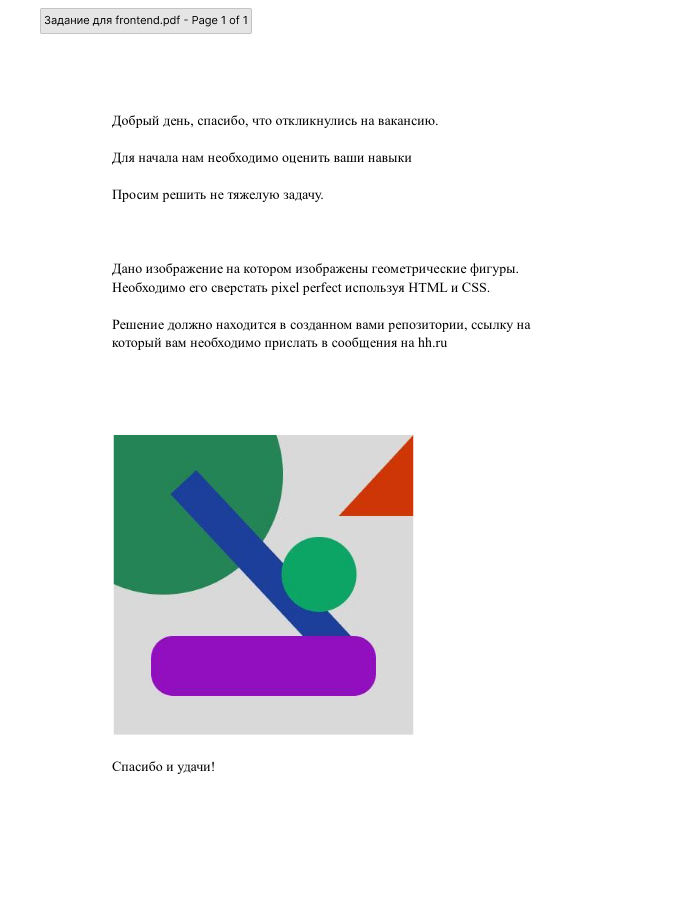 Задание для frontend.pdf - Page 1 of 1
Добрый день, спасибо, что откликнулись на вакансию.
Для начала нам необходимо оценить ваши навыки
Просим решить не тяжелую задачу.
Дано изображение на котором изображены геометрические фигуры.
Необходимо его сверстать pixel perfect используя HTML и CSS.
Решение должно находится в созданном вами репозитории, ссылку на
который вам необходимо прислать в сообщения на hh.ru
Спасибо и удачи!